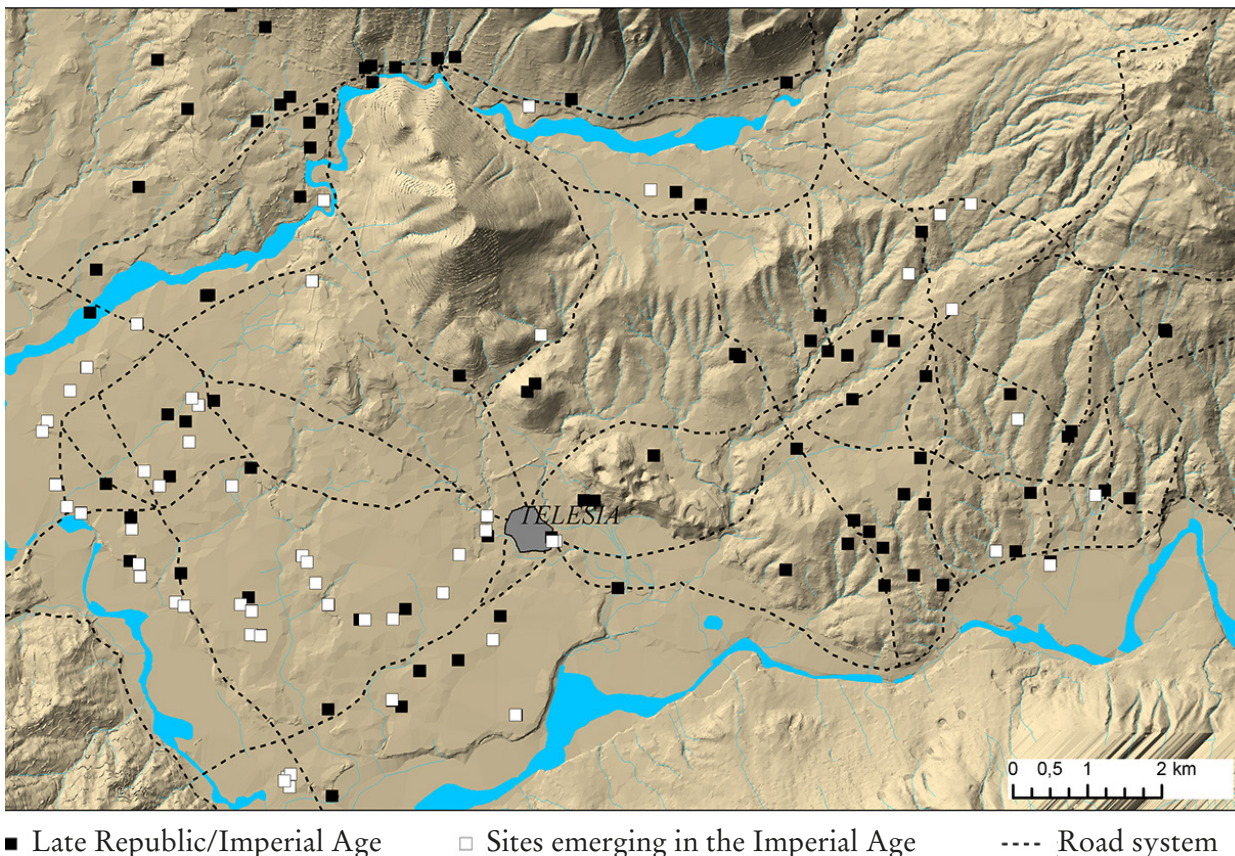 TELESIA
0 0,5 1 2 km
Late Republic/Imperial Age
Sites emerging in the Imperial Age
Road system